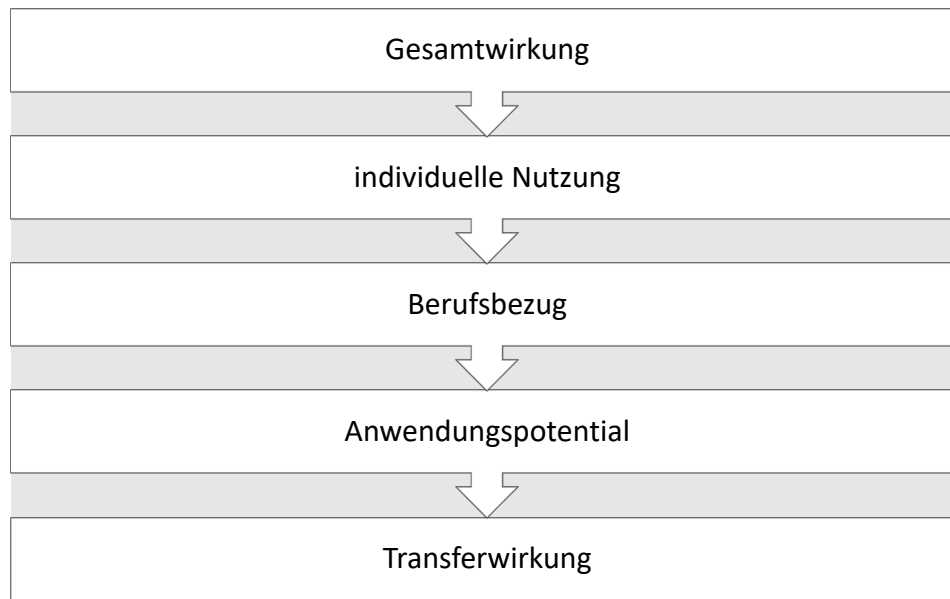 Gesamtwirkung
individuelle Nutzung
Berufsbezug
Anwendungspotential
Transferwirkung